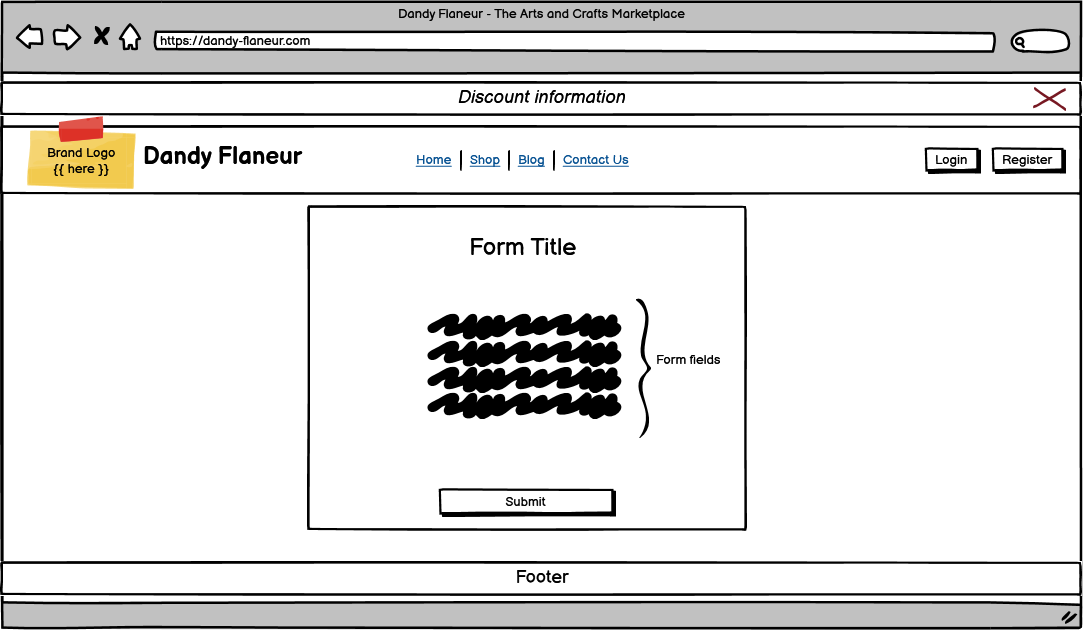 Dandy Flaneur - The Arts and Crafts Marketplace
https://dandy-flaneur.com
Discount information
Brand Logo
{{ here }}
Dandy Flaneur
Home | Shop | Blog | Contact Us
Login
Register
Form Title
Form fields
Submit
Footer